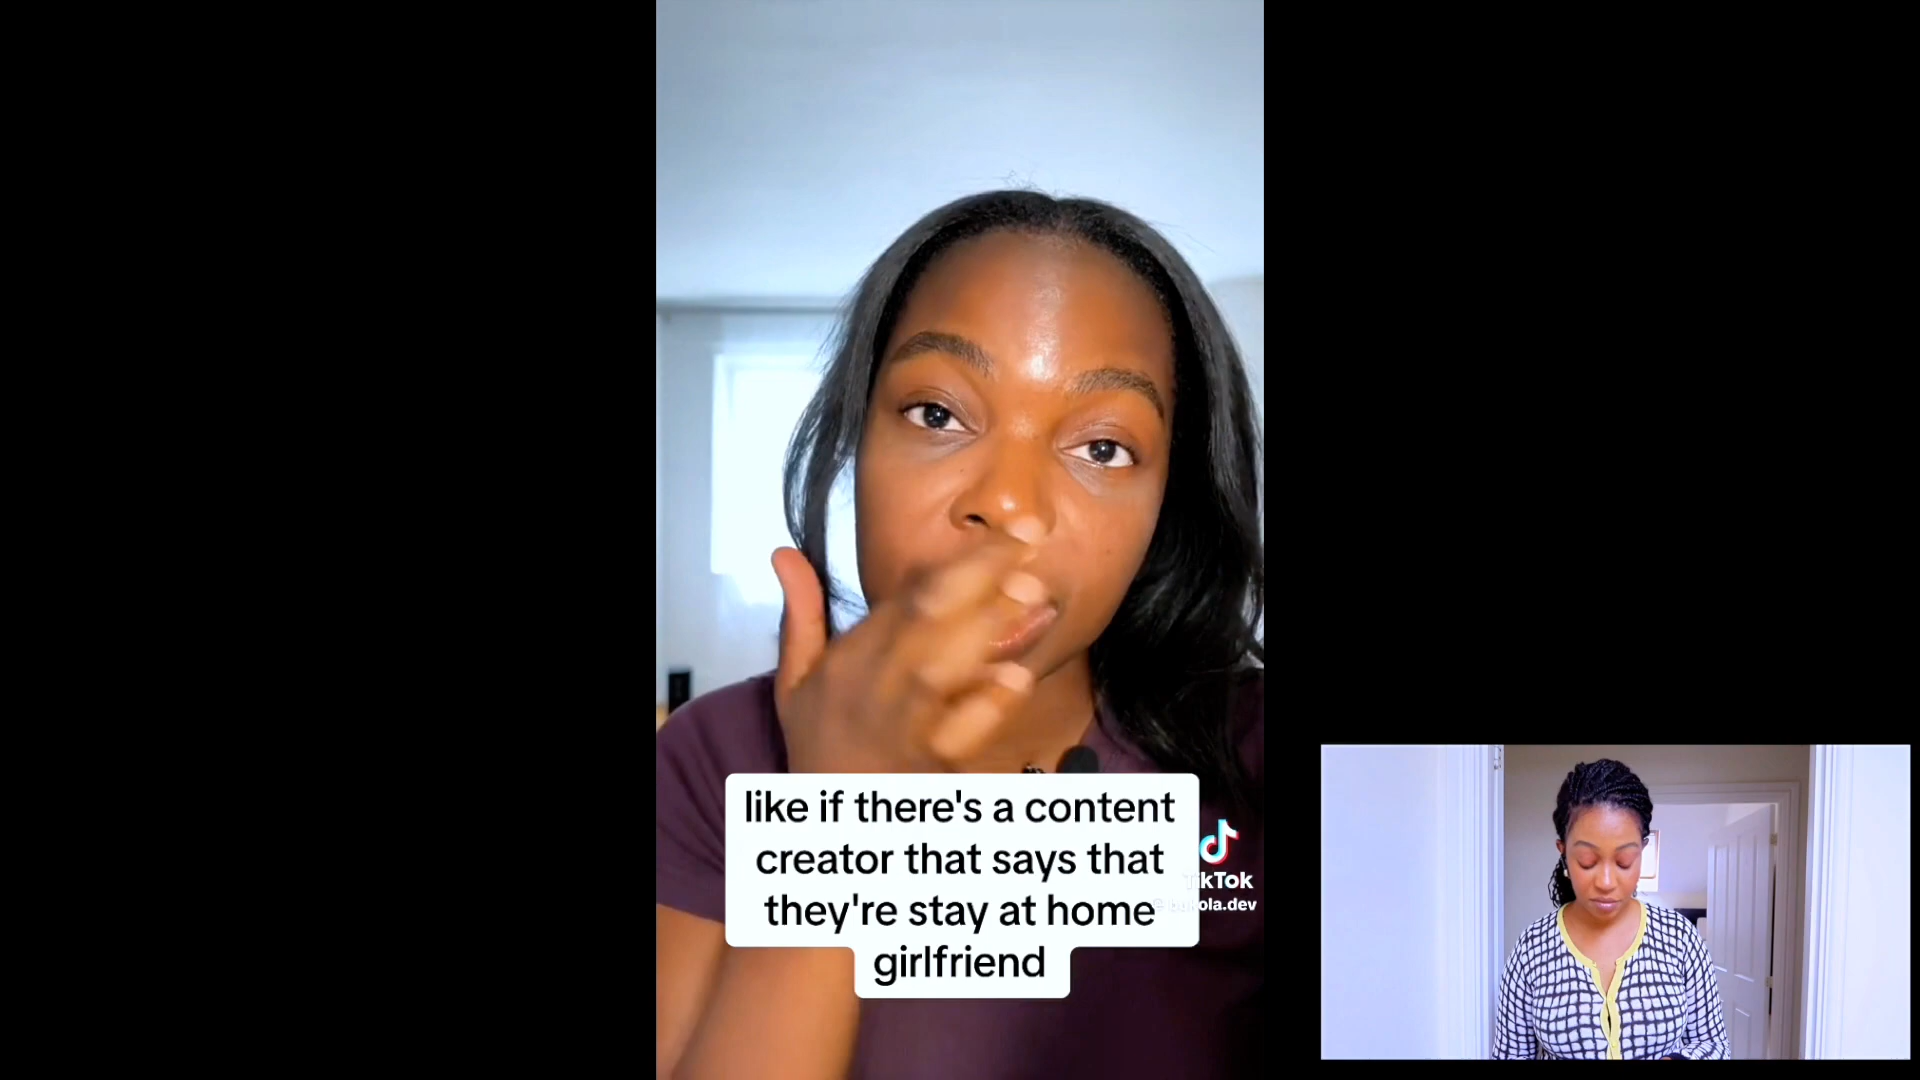 like if there's a content
creator that says that
they're stay at home
girlfriend
TikTok